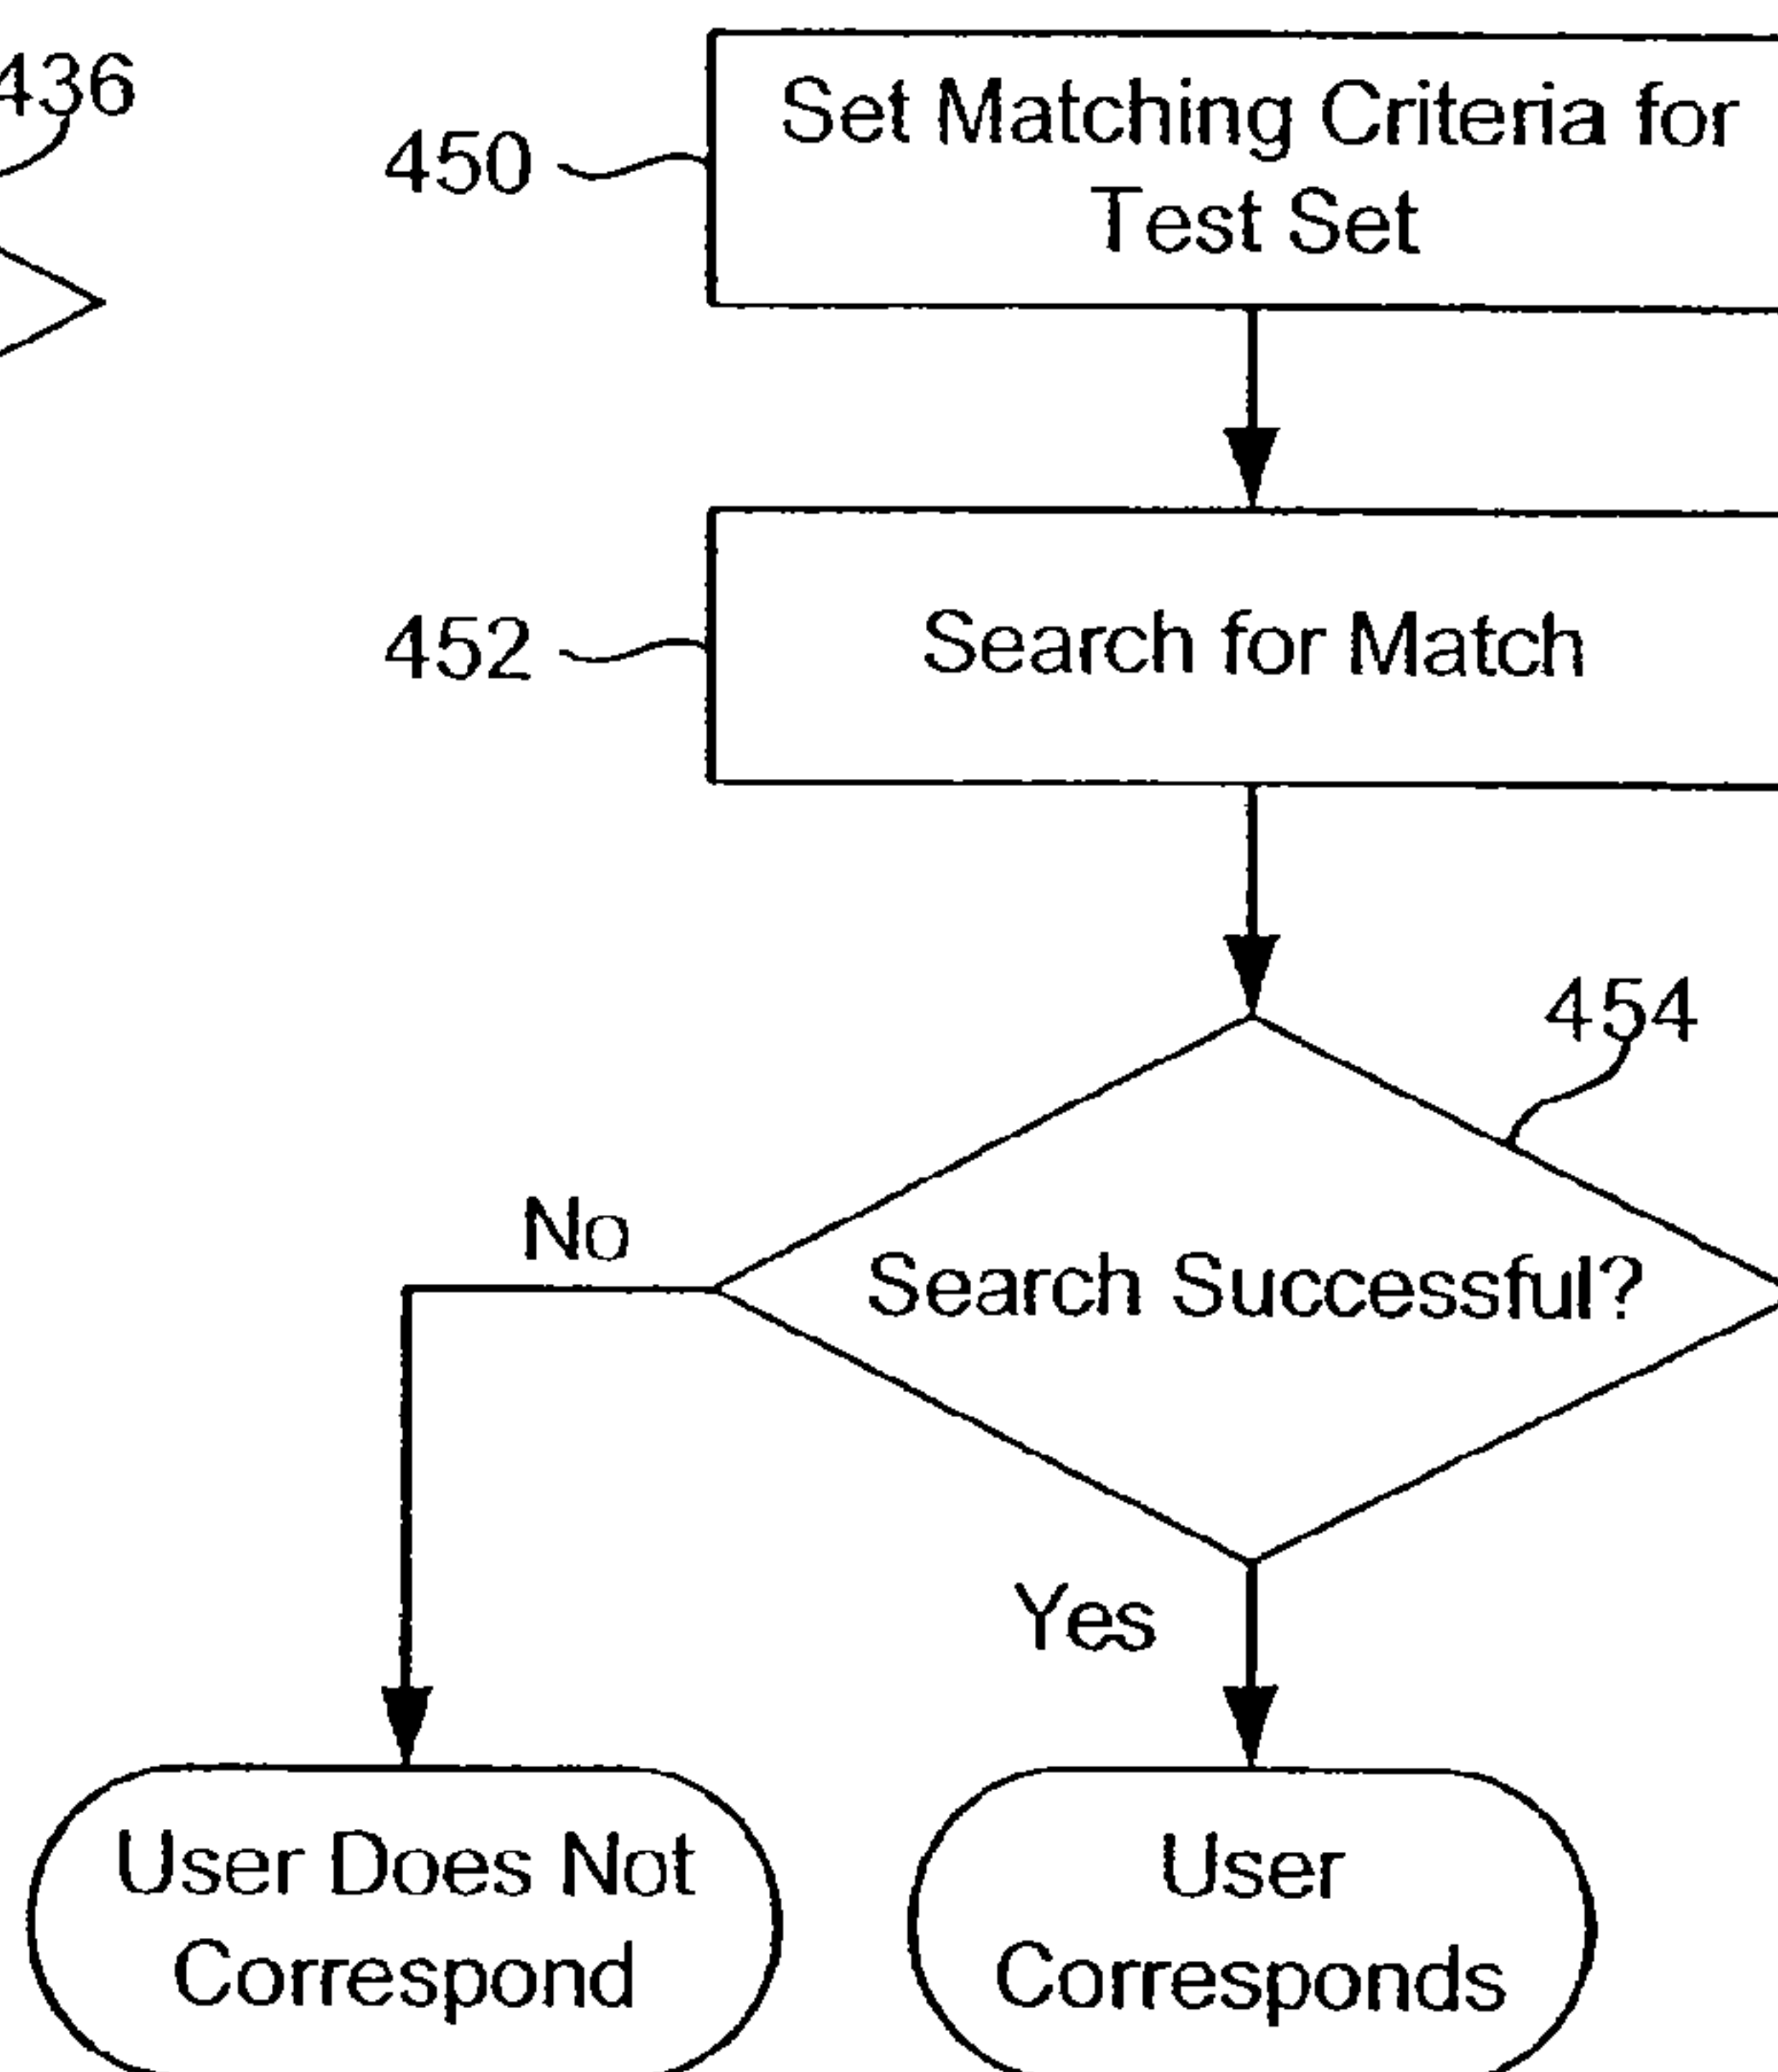 436
450
Set Matching Criteria for
Test Set
452
Search for Match
454
No
Search Successful?
Yes
User Does Not
Correspond
User
Corresponds